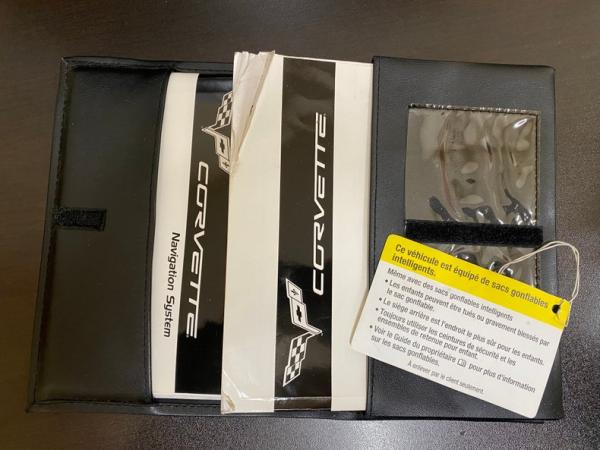 CORVETTE
Navigation System
CORVETTE
Ce véhicule est équipé de sacs gonflables
intelligents.
Même avec des sacs gonflables intelligents
• Les enfants peuvent être tués ou gravement blessés par
le sac gonflable.
• Le siège arrière est l'endroit le plus sûr pour les enfants.
• Toujours utiliser les ceintures de sécurité et les
ensembles de retenue pour enfant.
• Voir le Guide du propriétaire pour plus d'information
sur les sacs gonflables.
À enlever par le client seulement.